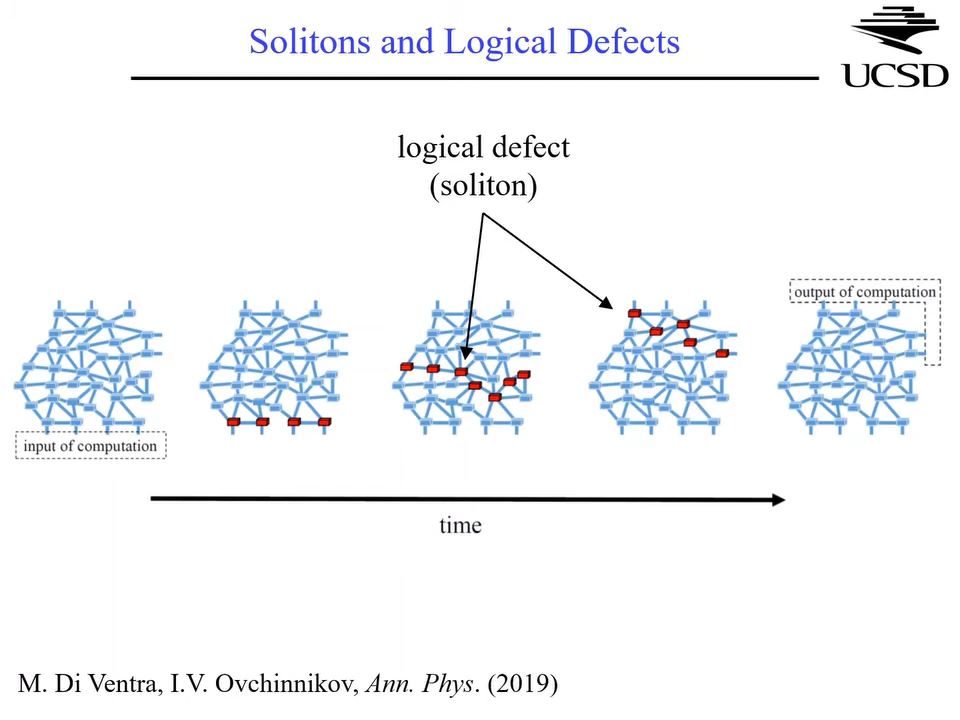 Solitons and Logical Defects
UCSD
logical defect
(soliton)
output of computation
input of computation
time
M. Di Ventra, I.V. Ovchinnikov, Ann. Phys. (2019)